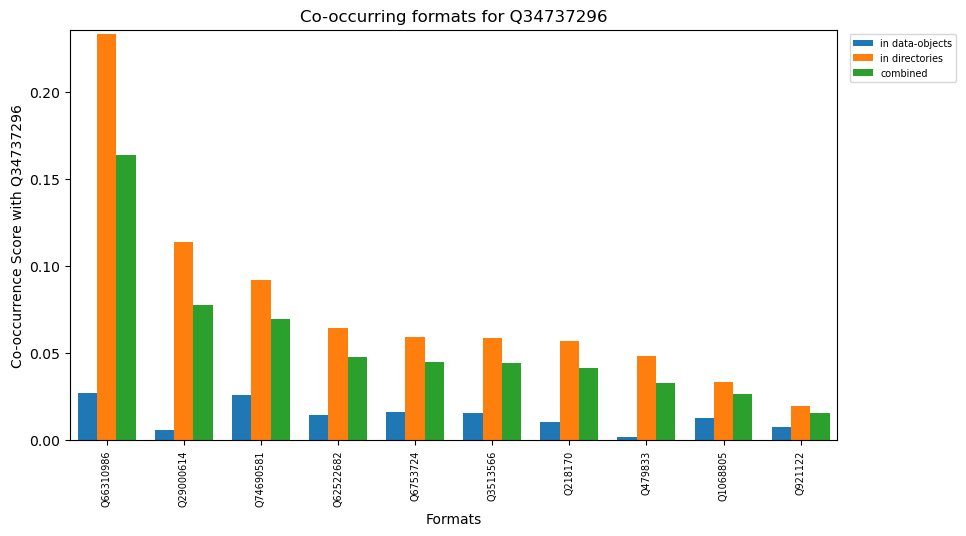 Co-occurring formats for Q34737296
in data-objects
in directories
combined
Co-occurrence Score with Q34737296
0.20
0.15
0.10
0.05
0.00
Q66310986
Q29000614
Q74690581
Q62522682
Q6753724
Q3513566
Q218170
Q479833
Q1068805
Q921122
Formats